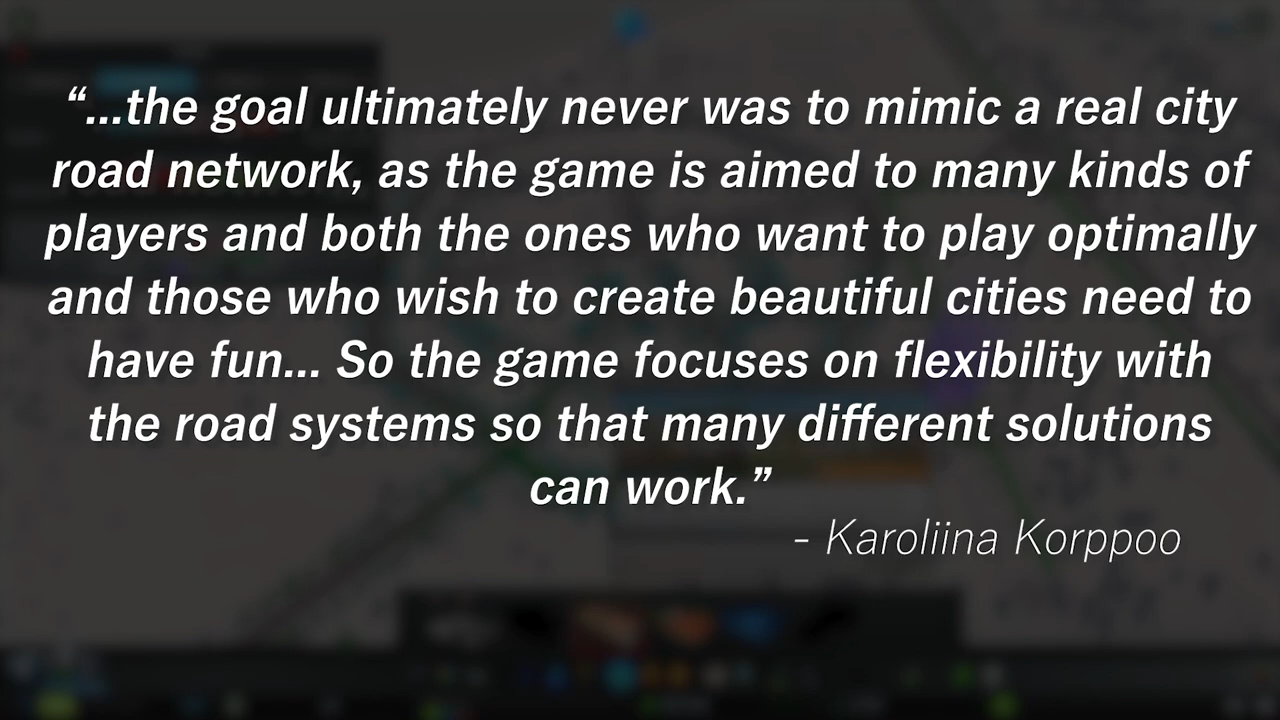 “...the goal ultimately never was to mimic a real city
road network, as the game is aimed to many kinds of
players and both the ones who want to play optimally
and those who wish to create beautiful cities need to
have fun... So the game focuses on flexibility with
the road systems so that many different solutions
can work.”
- Karoliina Korppoo